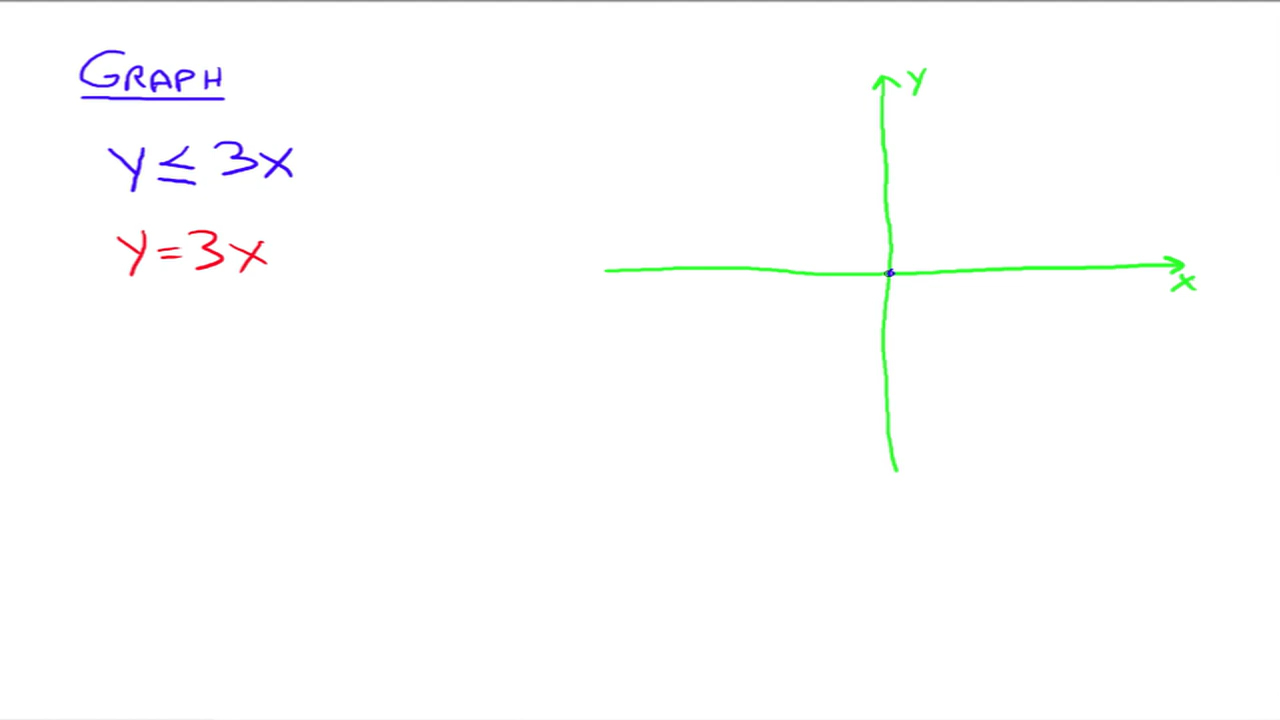 GRAPH
y ≤ 3x
y = 3x
y
x